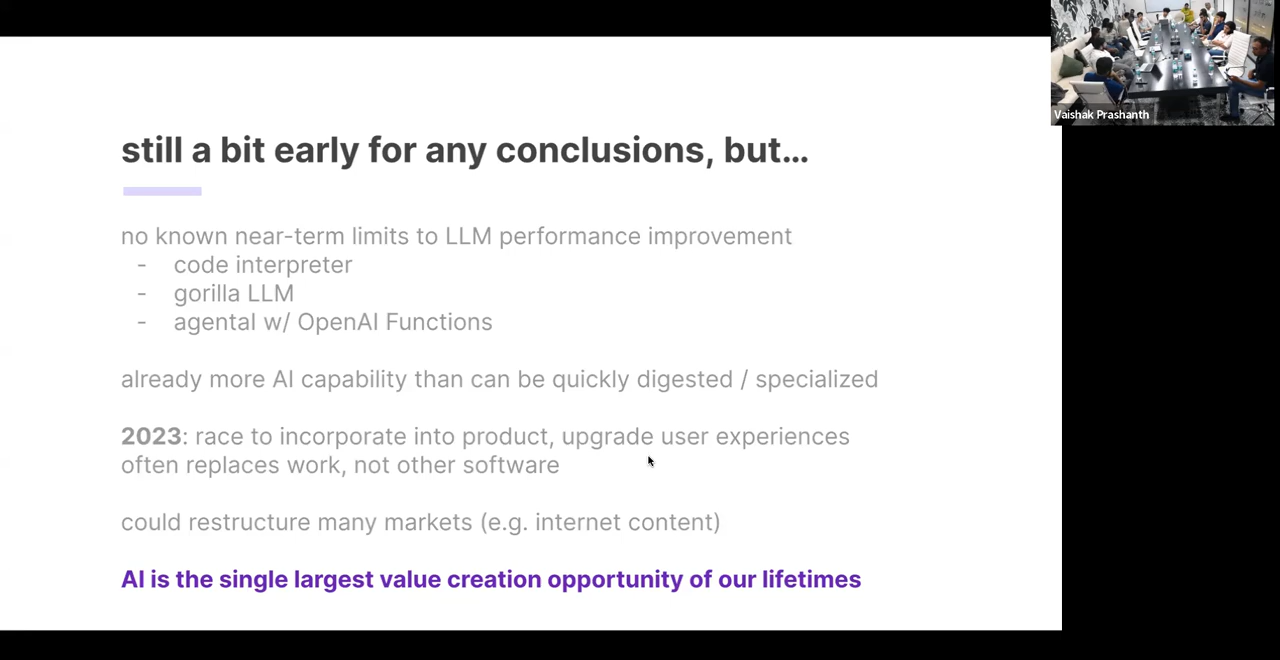 still a bit early for any conclusions, but...
no known near-term limits to LLM performance improvement
- code interpreter
- gorilla LLM
- agental w/ OpenAI Functions
already more AI capability than can be quickly digested / specialized
2023: race to incorporate into product, upgrade user experiences
often replaces work, not other software
could restructure many markets (e.g. internet content)
AI is the single largest value creation opportunity of our lifetimes
Vaishak Prashanth